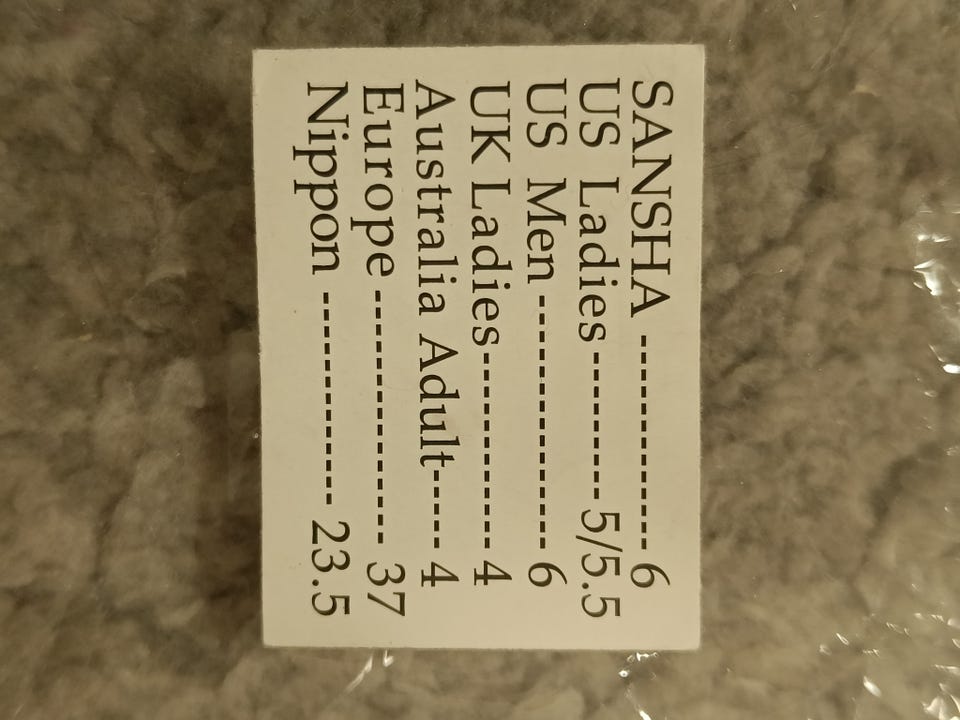 SANSHA ------------- 6
US Ladies --------- 5/5.5
US Men --------------- 6
UK Ladies------------ 4
Australia Adult----- 4
Europe --------------- 37
Nippon ------------- 23.5